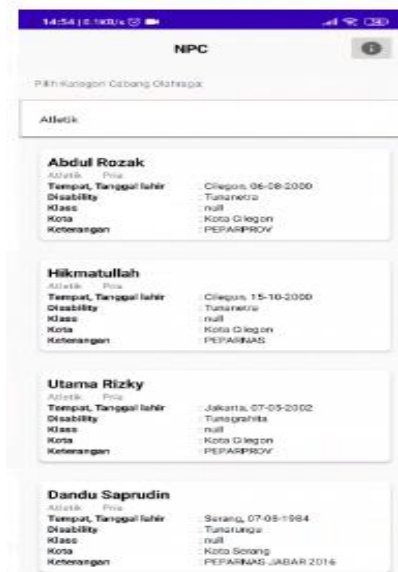 14:54 | 0.1KB/s
NPC
Pilih Kategori Cabang Olahraga:
Atletik
Abdul Rozak
Atletik Pria
Tempat, Tanggal lahir : Cilegon, 06-08-2000
Disability : Tunanetra
Klass : null
Kota : Kota Cilegon
Keterangan : PEPARPROV
Hikmatullah
Atletik Pria
Tempat, Tanggal lahir : Cilegon, 15-10-2000
Disability : Tunanetra
Klass : null
Kota : Kota Cilegon
Keterangan : PEPARNAS
Utama Rizky
Atletik Pria
Tempat, Tanggal lahir : Jakarta, 07-05-2002
Disability : Tunagrahita
Klass : null
Kota : Kota Cilegon
Keterangan : PEPARPROV
Dandu Saprudin
Atletik Pria
Tempat, Tanggal lahir : Serang, 07-08-1984
Disability : Tunarungu
Klass : null
Kota : Kota Serang
Keterangan : PEPARNAS JABAR 2016